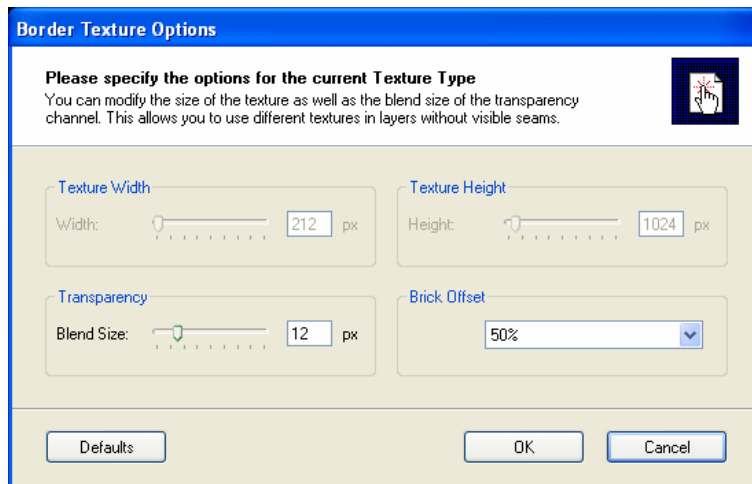 Border Texture Options
Please specify the options for the current Texture Type
You can modify the size of the texture as well as the blend size of the transparency
channel. This allows you to use different textures in layers without visible seams.
Texture Width
Width: 212 px
Texture Height
Height: 1024 px
Transparency
Blend Size: 12 px
Brick Offset
50%
Defaults
OK
Cancel